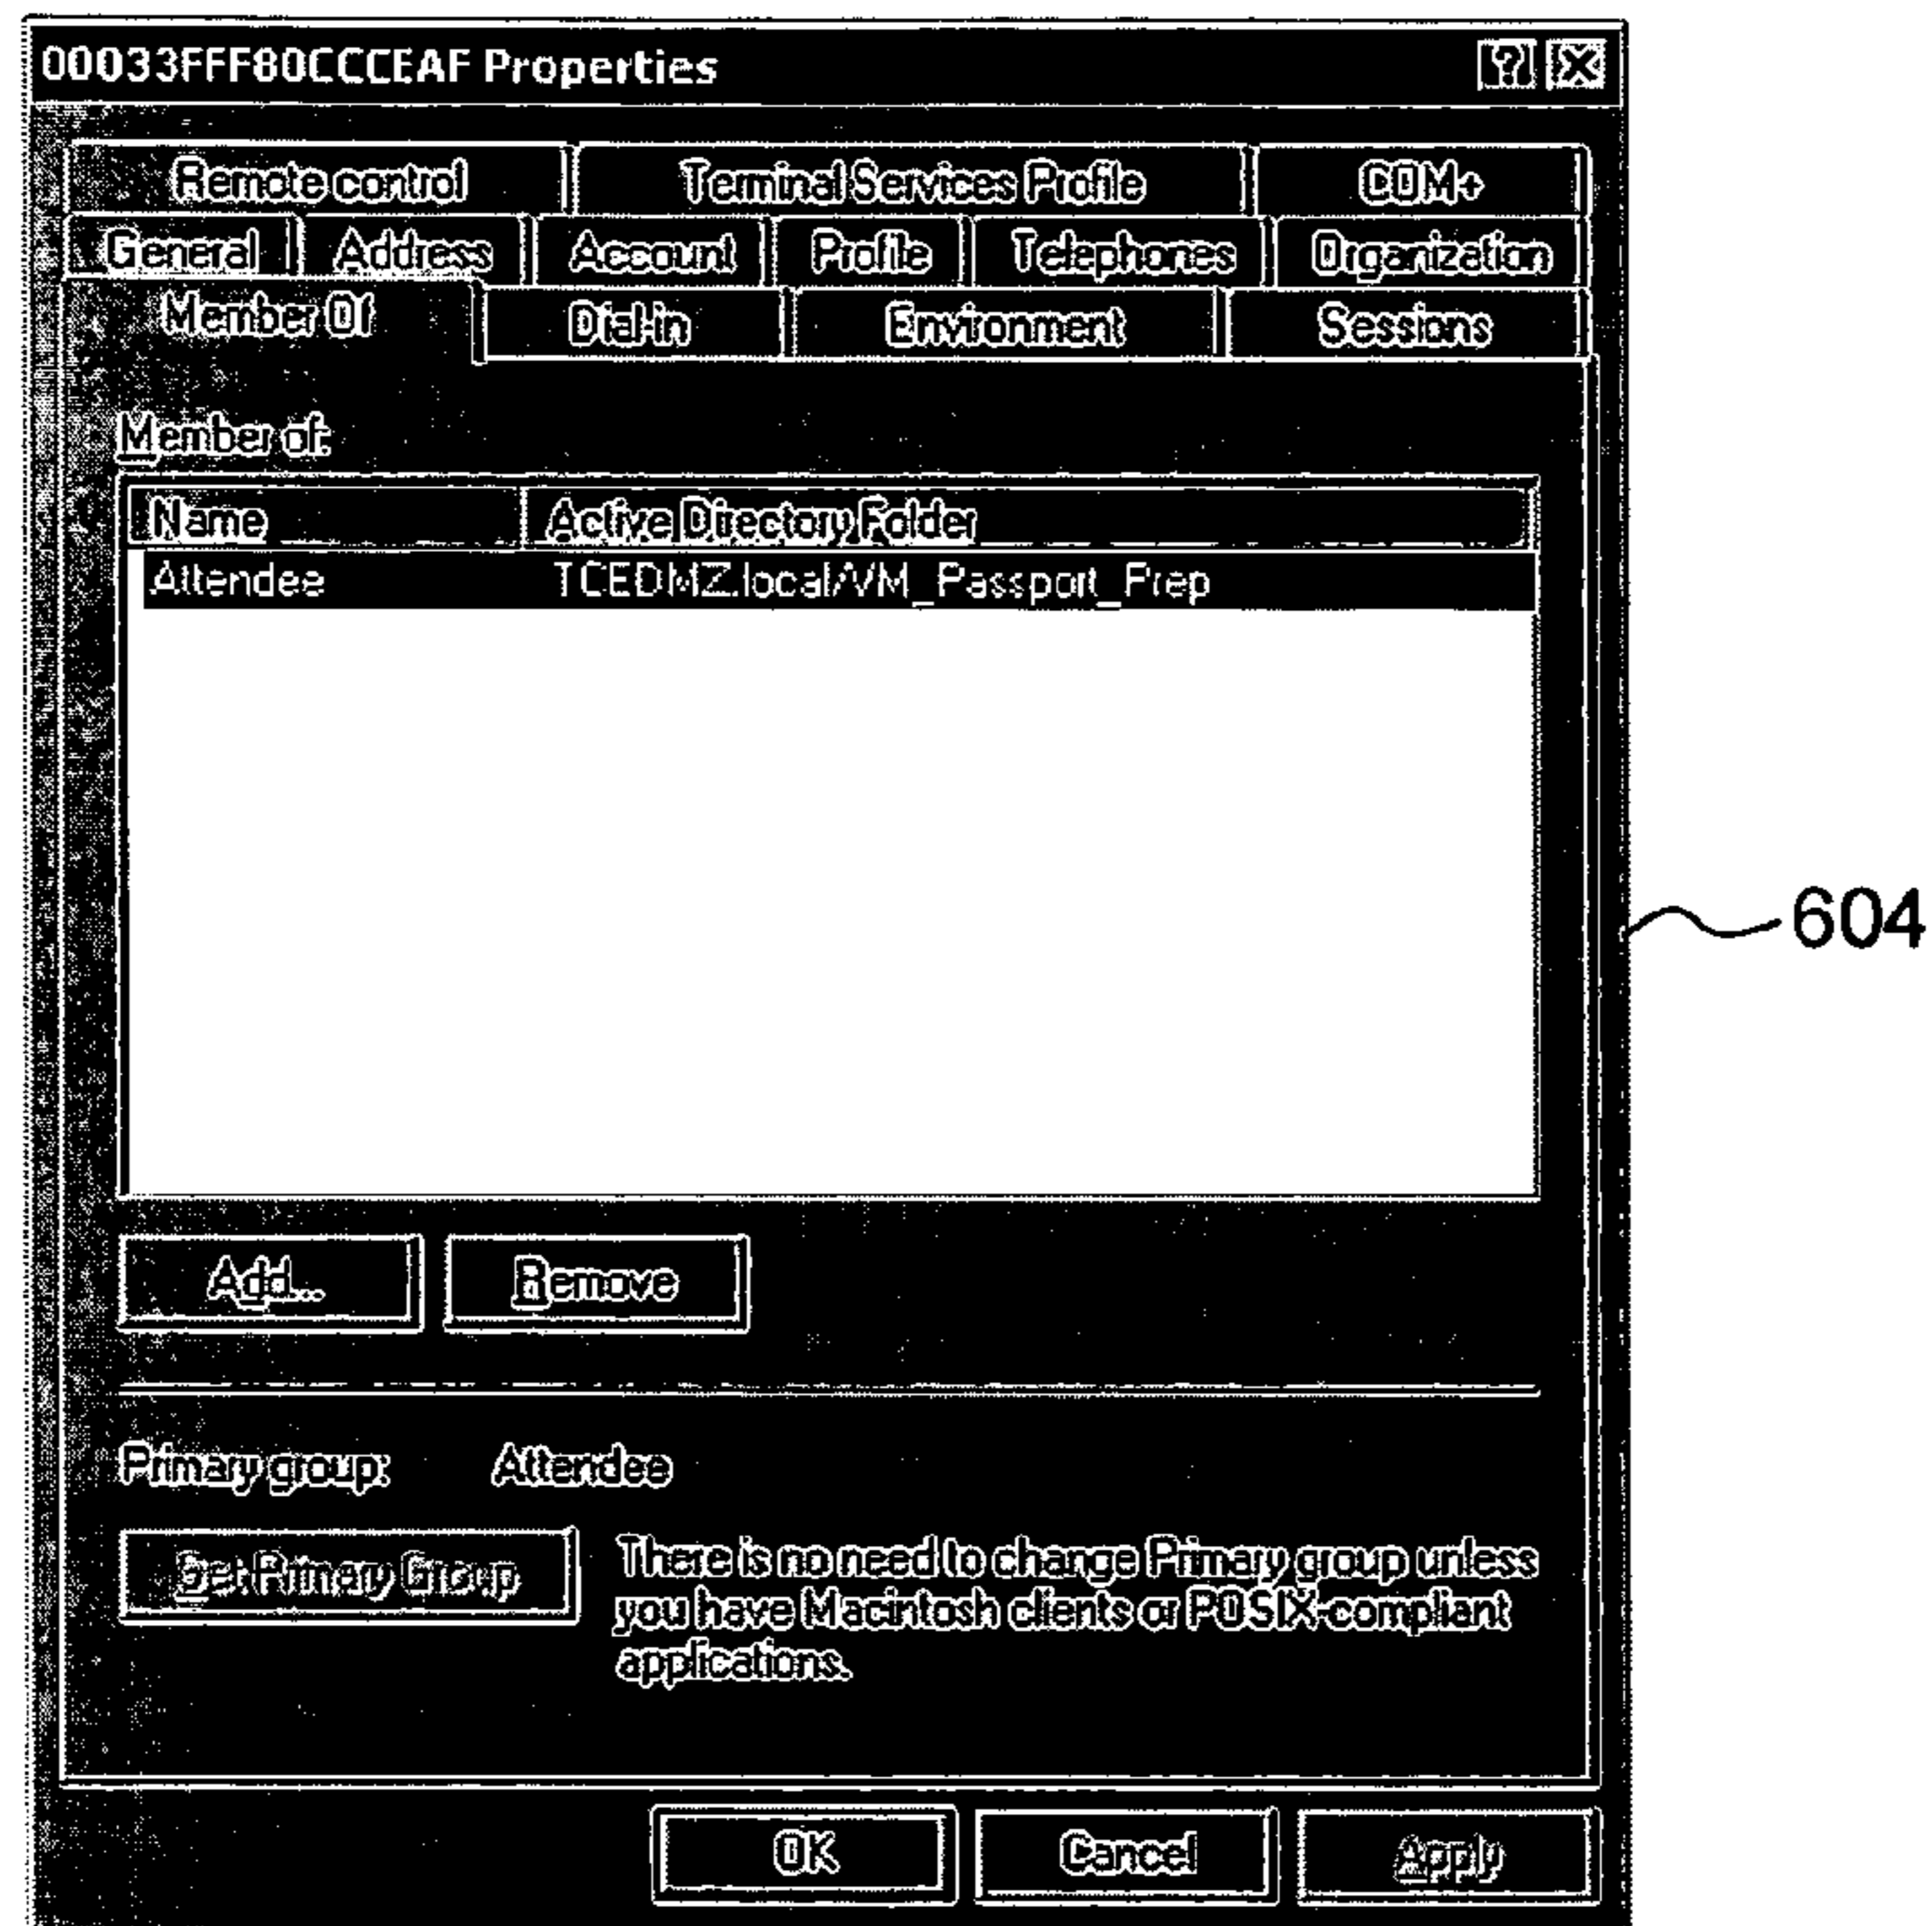 00033FFF80CCCEAF Properties
Remote control Terminal Services Profile COM+
General Address Account Profile Telephones Organization
Member Of Dial-in Environment Sessions
Member of:
Name Active Directory Folder
Attendee TCEDMZ.local/VM_Passport_Prep
604
Add... Remove
Primary group: Attendee
Set Primary Group
There is no need to change Primary group unless
you have Macintosh clients or POSIX-compliant
applications.
OK Cancel Apply